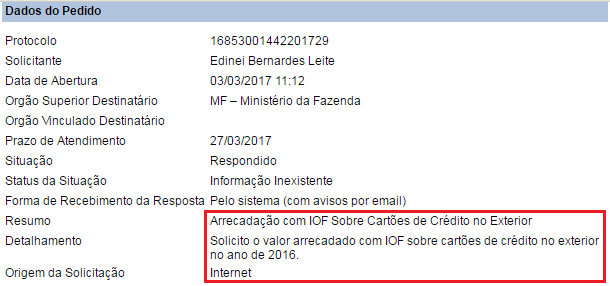 Dados do Pedido
Protocolo 16853001442201729
Solicitante Edinei Bernardes Leite
Data de Abertura 03/03/2017 11:12
Orgão Superior Destinatário MF – Ministério da Fazenda
Orgão Vinculado Destinatário
Prazo de Atendimento 27/03/2017
Situação Respondido
Status da Situação Informação Inexistente
Forma de Recebimento da Resposta Pelo sistema (com avisos por email)
Resumo Arrecadação com IOF Sobre Cartões de Crédito no Exterior
Detalhamento Solicito o valor arrecadado com IOF sobre cartões de crédito no exterior
no ano de 2016.
Origem da Solicitação Internet